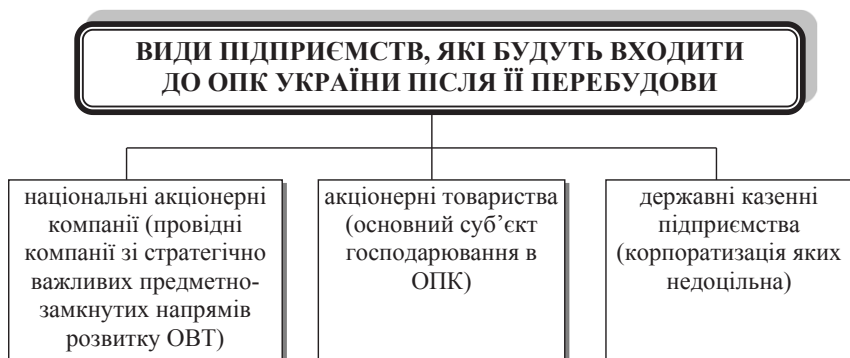 ВИДИ ПІДПРИЄМСТВ, ЯКІ БУДУТЬ ВХОДИТИ
ДО ОПК УКРАЇНИ ПІСЛЯ ЇЇ ПЕРЕБУДОВИ
національні акціонерні
компанії (провідні
компанії зі стратегічно
важливих предметно-
замкнутих напрямів
розвитку ОВТ)
акціонерні товариства
(основний суб’єкт
господарювання в
ОПК)
державні казенні
підприємства
(корпоратизація яких
недоцільна)